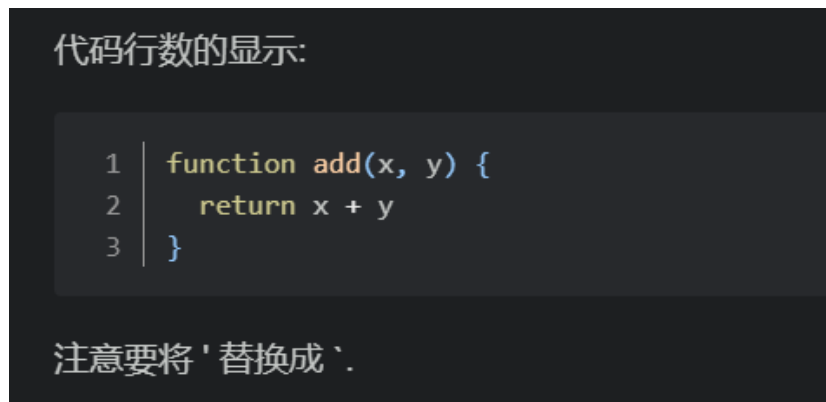 代码行数的显示:
1 function add(x, y) {
2   return x + y
3 }
注意要将 ' 替换成 `.